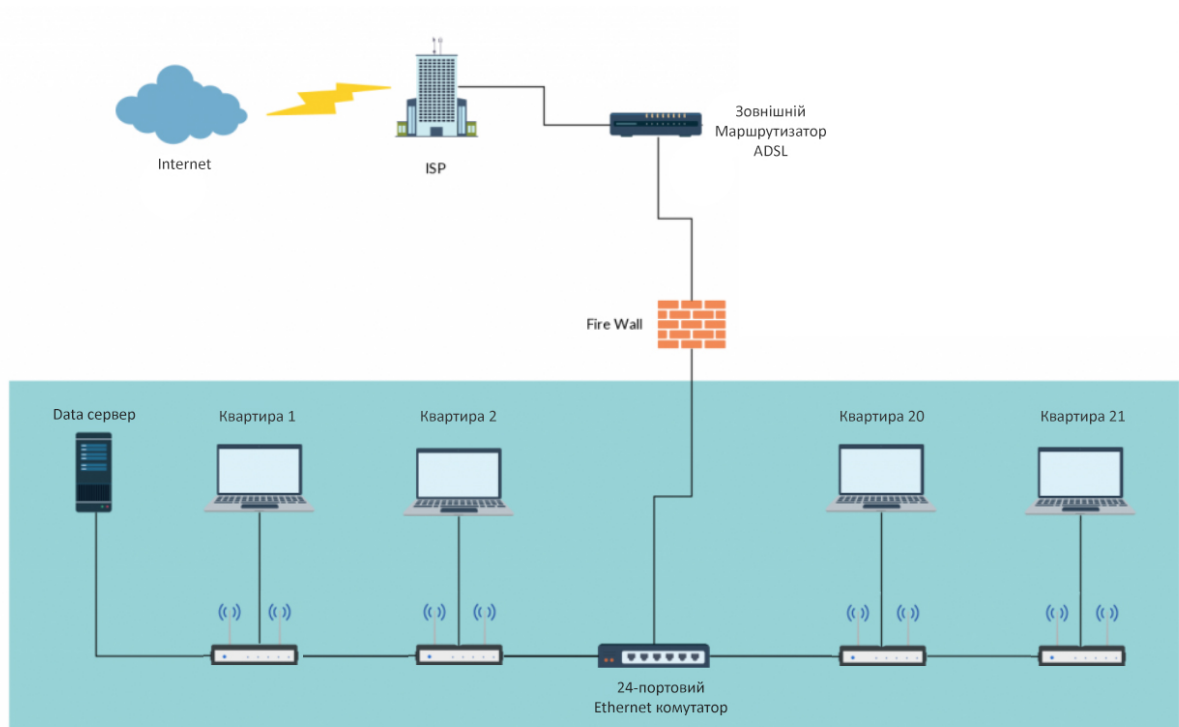 Internet
ISP
Зовнішній
Маршрутизатор
ADSL
Fire Wall
Data сервер
Квартира 1
Квартира 2
Квартира 20
Квартира 21
24-портовий
Ethernet комутатор